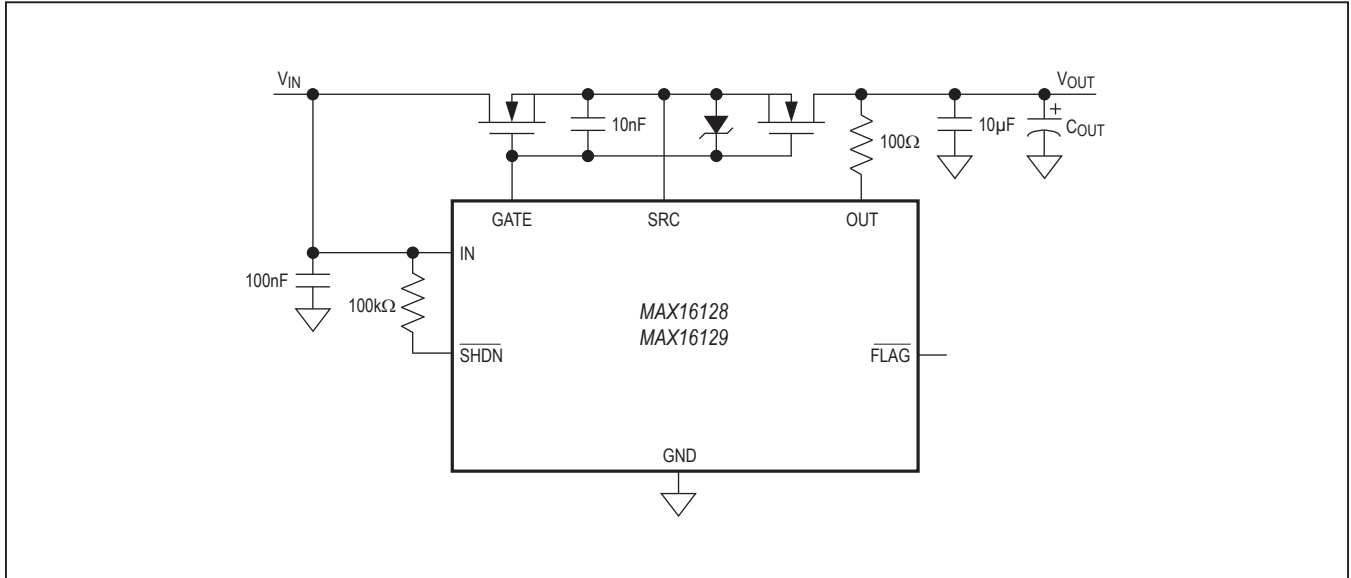 VIN
VOUT
10nF
100Ω
10µF
+
COUT
GATE
SRC
OUT
IN
100nF
100kΩ
MAX16128
MAX16129
SHDN
FLAG
GND